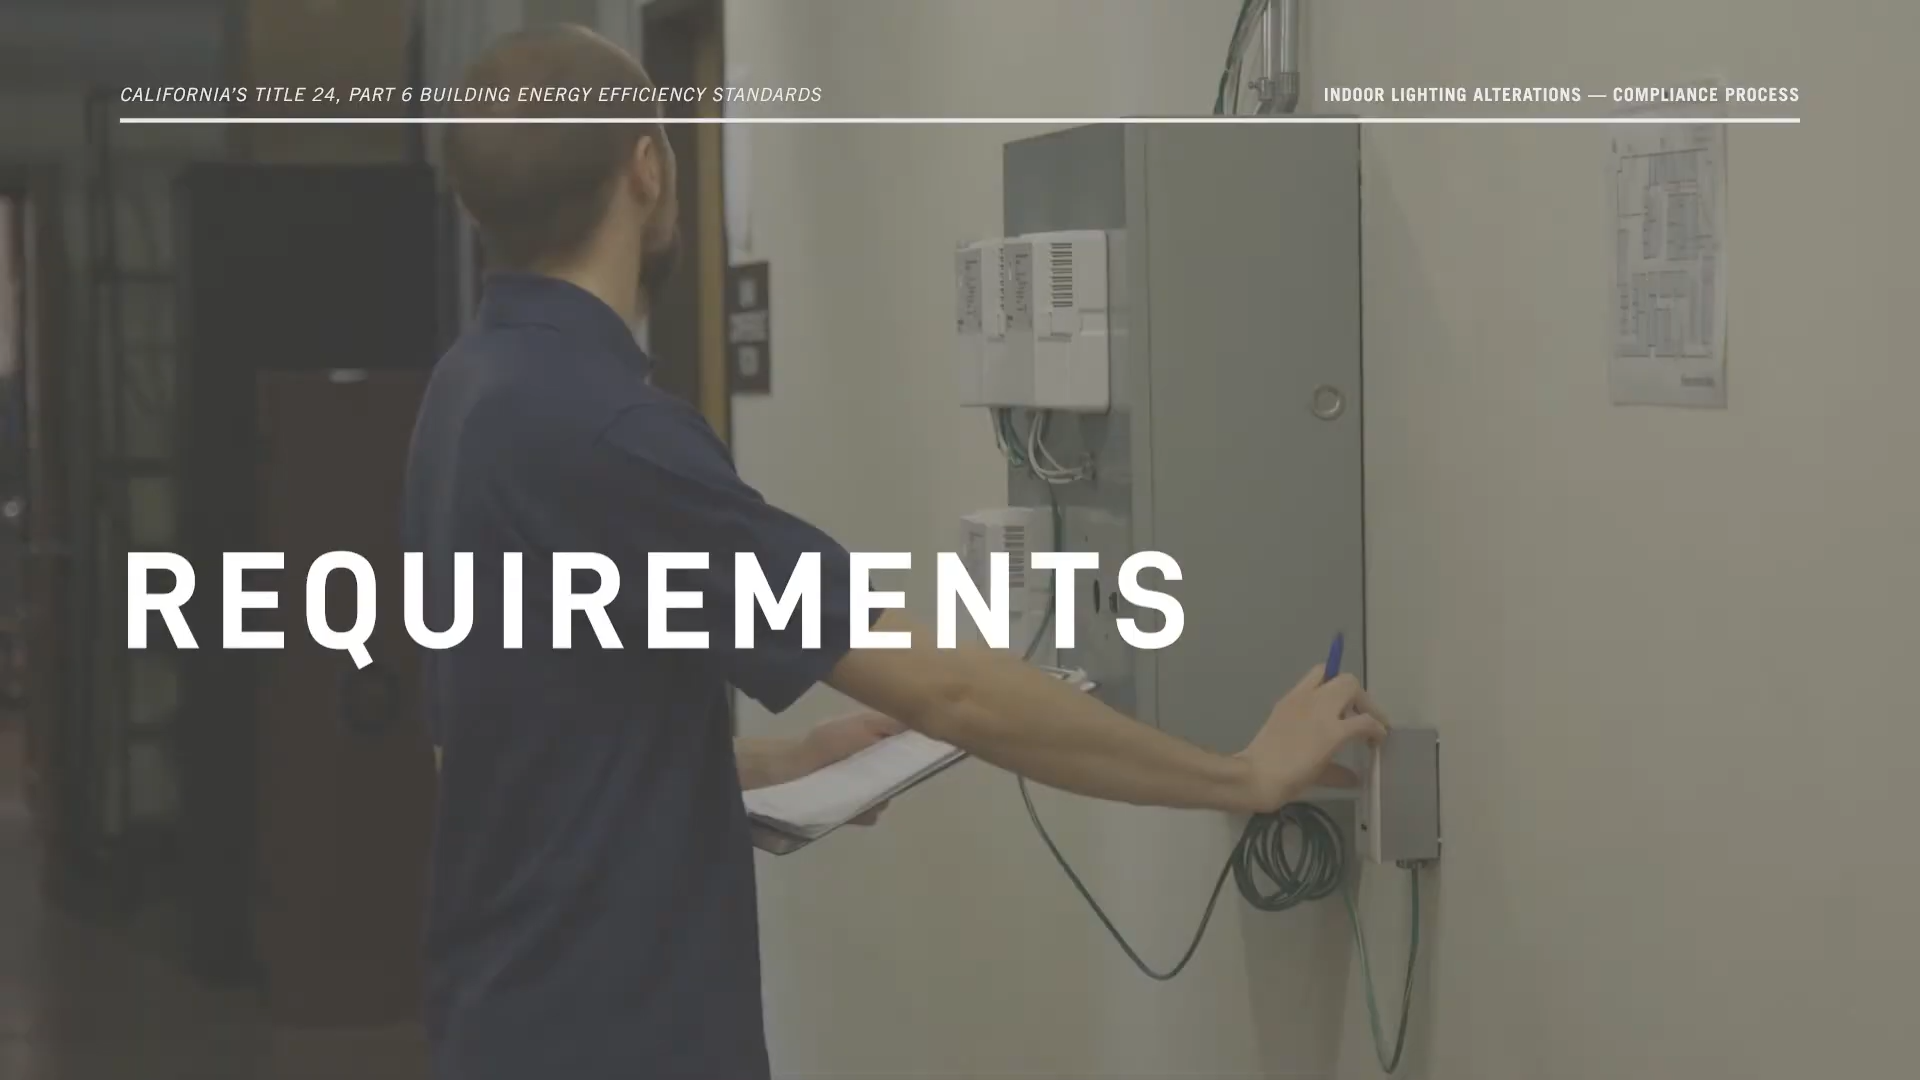 CALIFORNIA'S TITLE 24, PART 6 BUILDING ENERGY EFFICIENCY STANDARDS
INDOOR LIGHTING ALTERATIONS — COMPLIANCE PROCESS
REQUIREMENTS